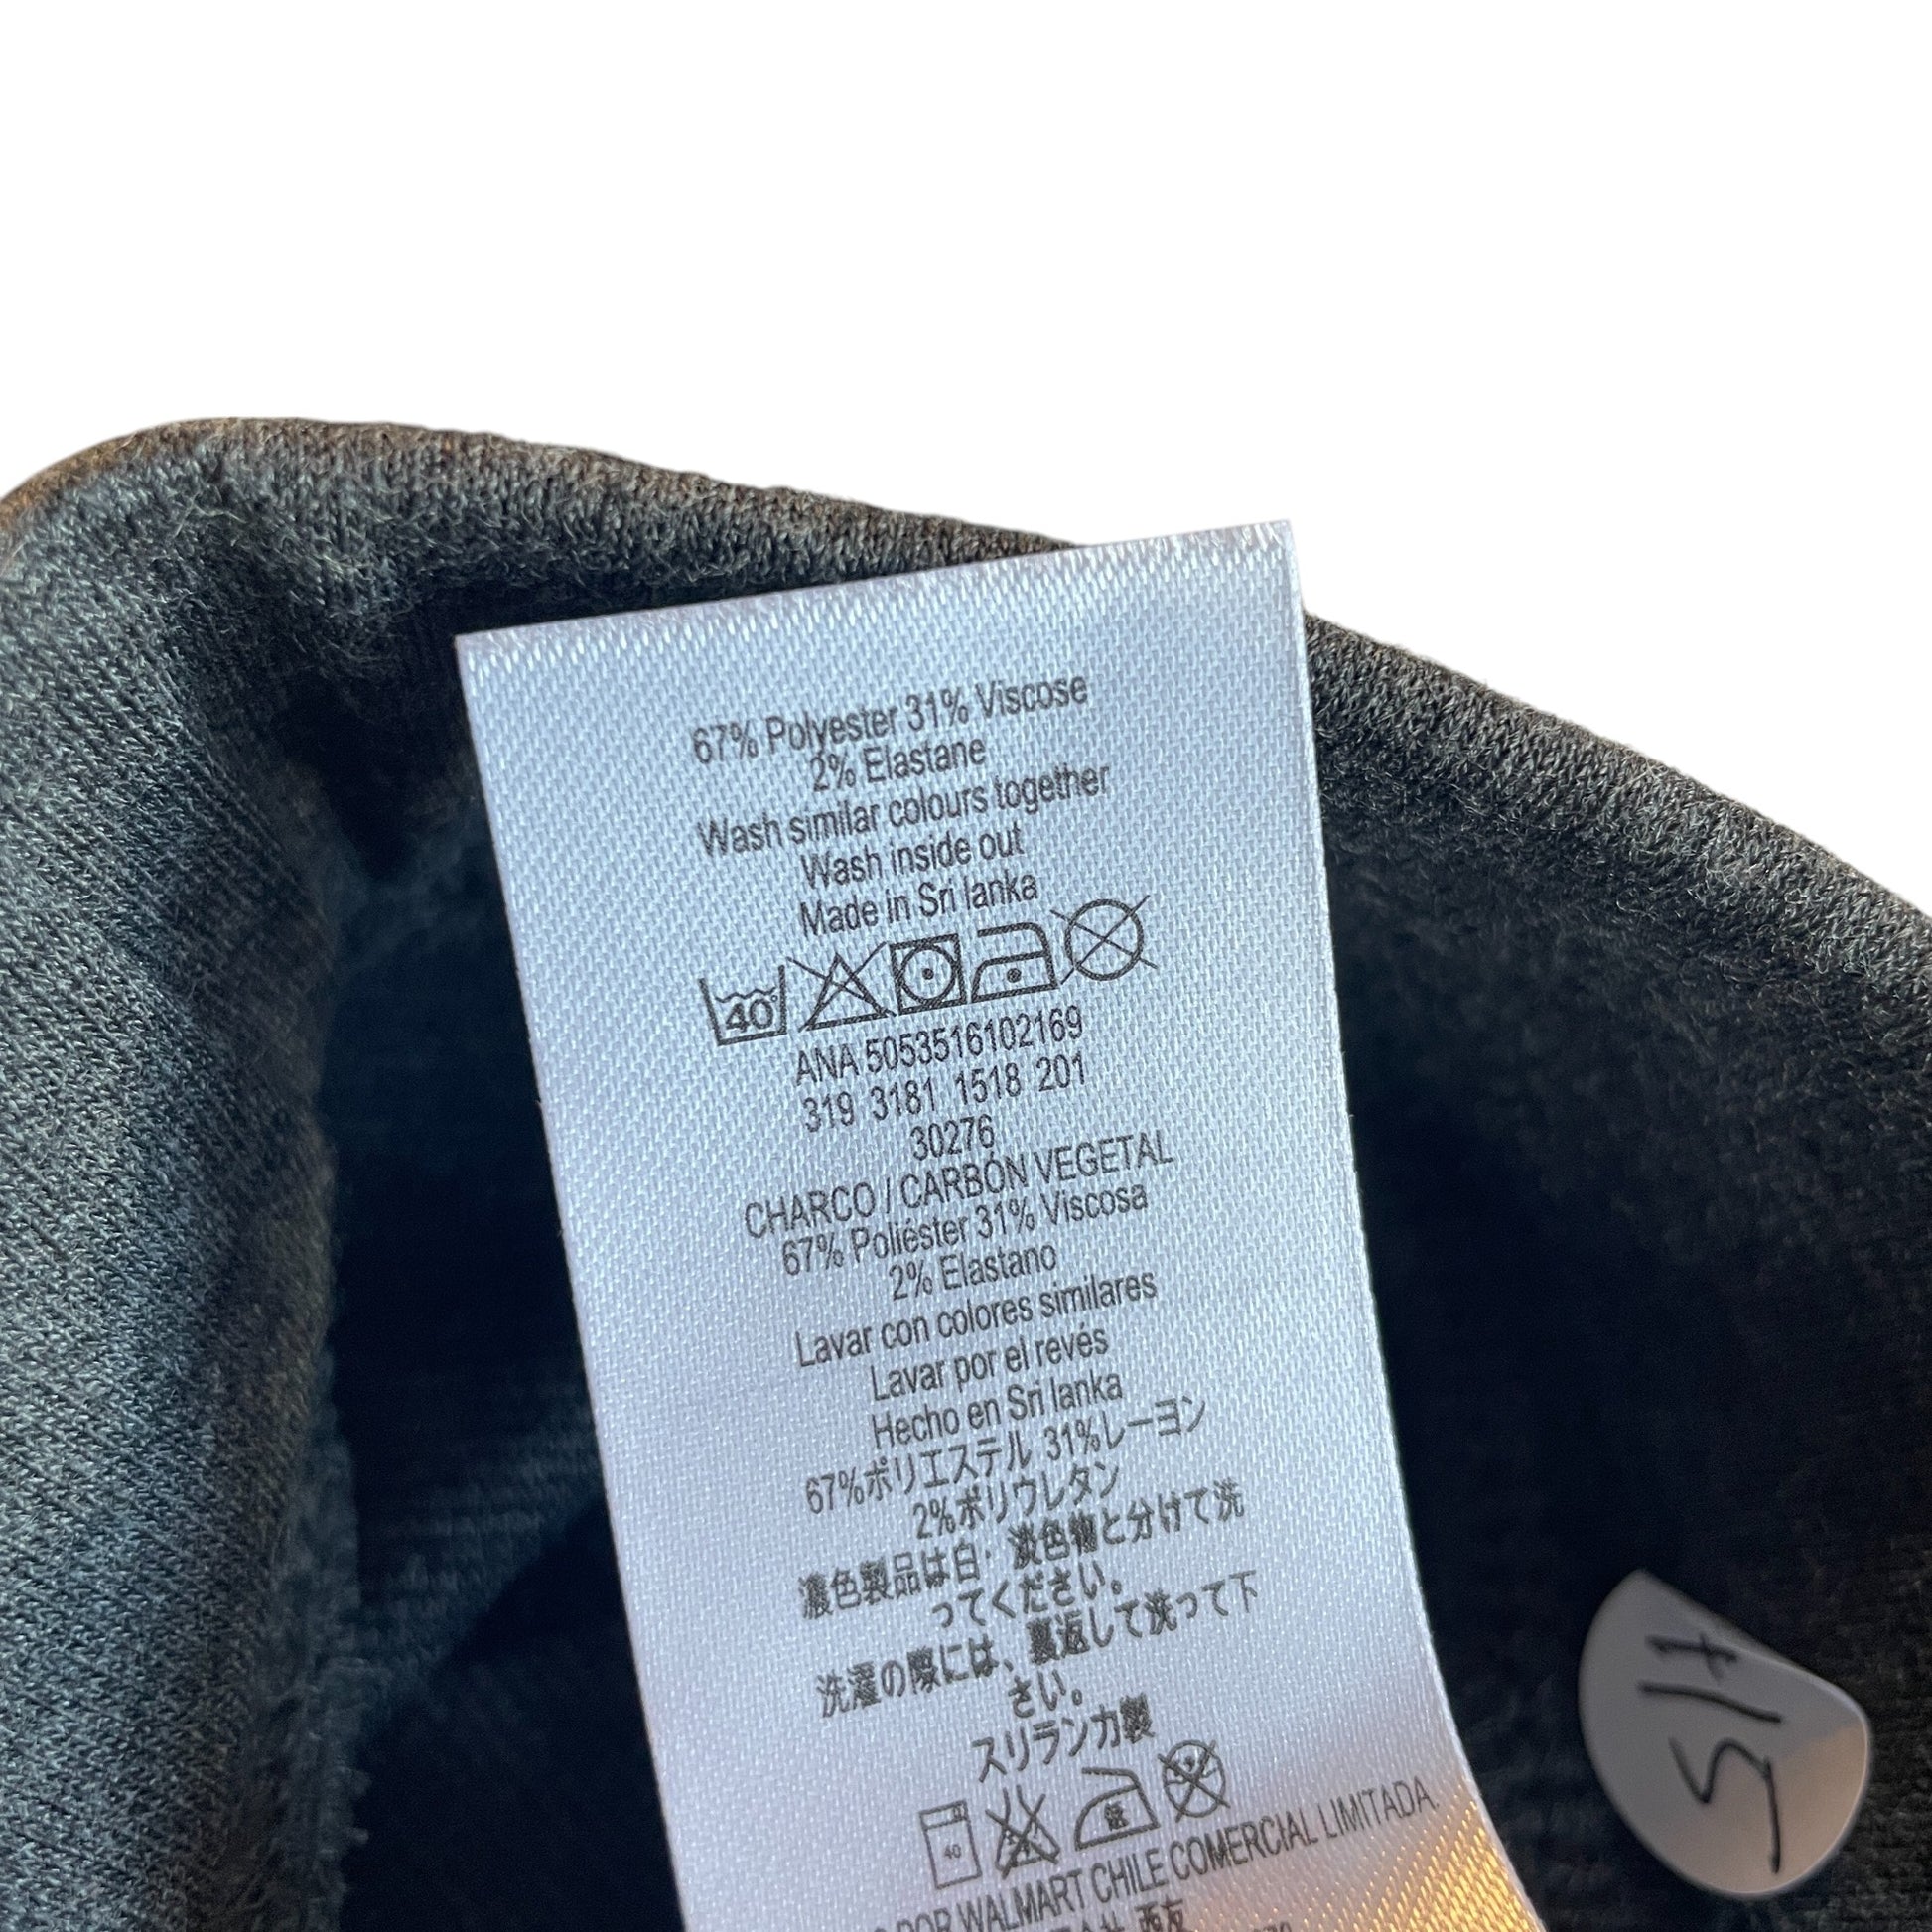 67% Polyester 31% Viscose
2% Elastane
Wash similar colours together
Wash inside out
Made in Sri lanka
40°
ANA 5053516102169
319 3181 1518 201
30276
CHARCO / CARBÓN VEGETAL
67% Poliéster 31% Viscosa
2% Elastano
Lavar con colores similares
Lavar por el revés
Hecho en Sri lanka
67%ポリエステル 31%レーヨン
2%ポリウレタン
濃色製品は白・淡色物と分けて洗
ってください。
洗濯の際には、裏返して洗って下
さい。
スリランカ製
40
POR WALMART CHILE COMERCIAL LIMITADA.
西友